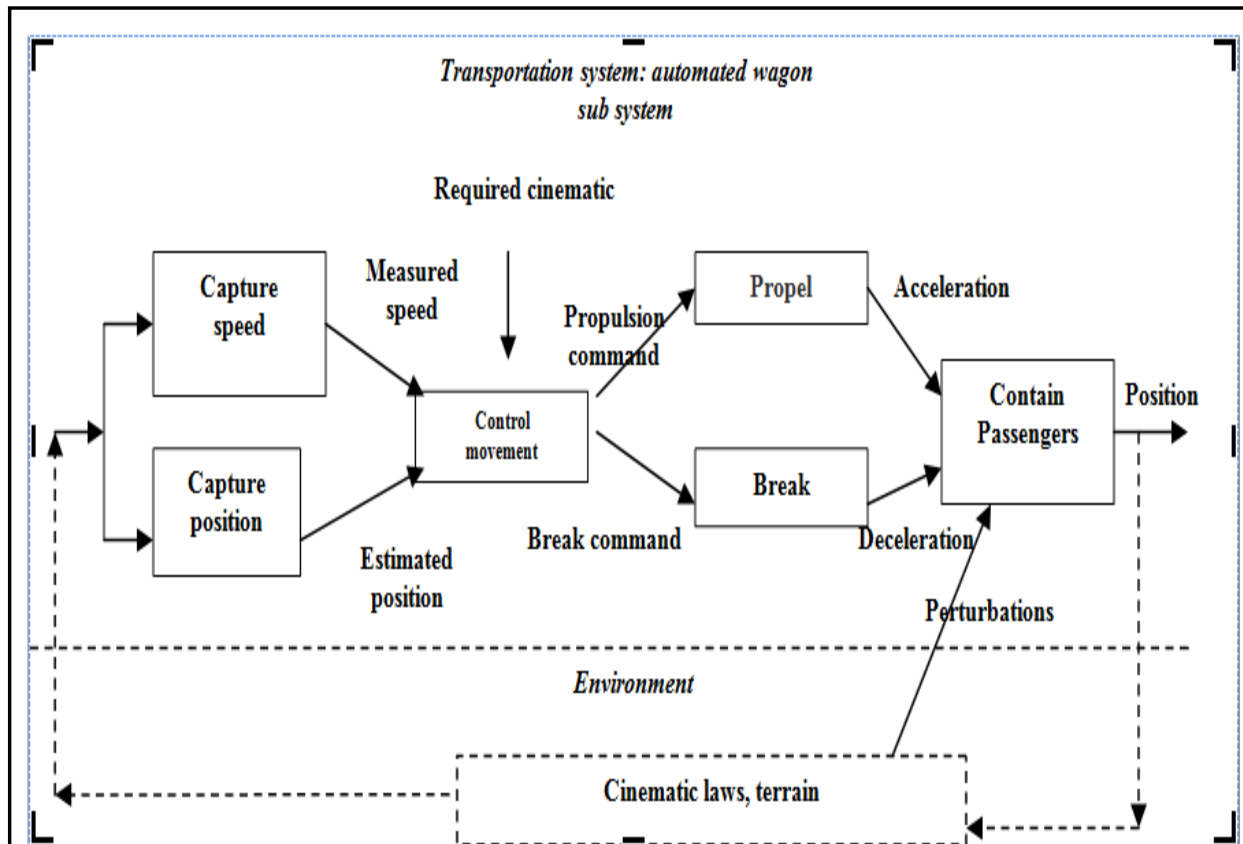 Transportation system: automated wagon
sub system
Required cinematic
Capture
speed
Measured
speed
Propulsion
command
Propel
Acceleration
Control
movement
Contain
Passengers
Position
Capture
position
Estimated
position
Break command
Break
Deceleration
Perturbations
Environment
Cinematic laws, terrain